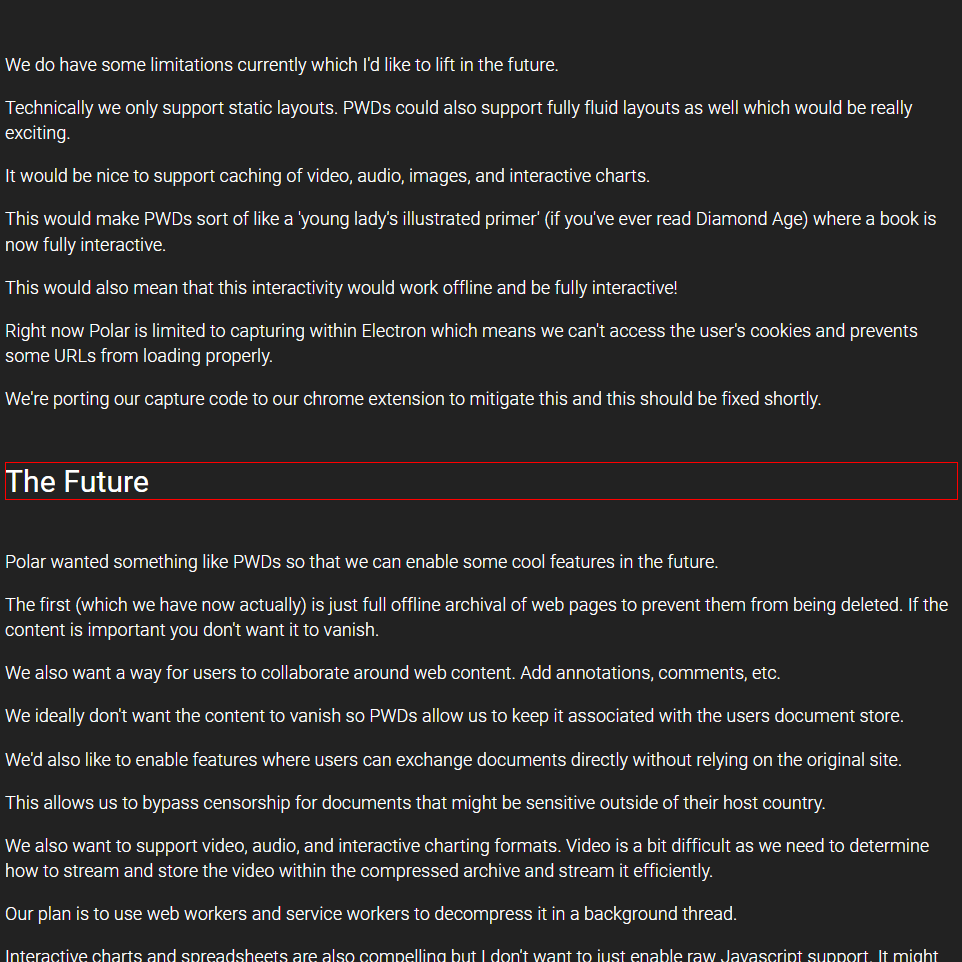 We do have some limitations currently which I'd like to lift in the future.
Technically we only support static layouts. PWDs could also support fully fluid layouts as well which would be really
exciting.
It would be nice to support caching of video, audio, images, and interactive charts.
This would make PWDs sort of like a 'young lady's illustrated primer' (if you've ever read Diamond Age) where a book is
now fully interactive.
This would also mean that this interactivity would work offline and be fully interactive!
Right now Polar is limited to capturing within Electron which means we can't access the user's cookies and prevents
some URLs from loading properly.
We're porting our capture code to our chrome extension to mitigate this and this should be fixed shortly.
The Future
Polar wanted something like PWDs so that we can enable some cool features in the future.
The first (which we have now actually) is just full offline archival of web pages to prevent them from being deleted. If the
content is important you don't want it to vanish.
We also want a way for users to collaborate around web content. Add annotations, comments, etc.
We ideally don't want the content to vanish so PWDs allow us to keep it associated with the users document store.
We'd also like to enable features where users can exchange documents directly without relying on the original site.
This allows us to bypass censorship for documents that might be sensitive outside of their host country.
We also want to support video, audio, and interactive charting formats. Video is a bit difficult as we need to determine
how to stream and store the video within the compressed archive and stream it efficiently.
Our plan is to use web workers and service workers to decompress it in a background thread.
Interactive charts and spreadsheets are also compelling but I don't want to just enable raw Javascript support. It might